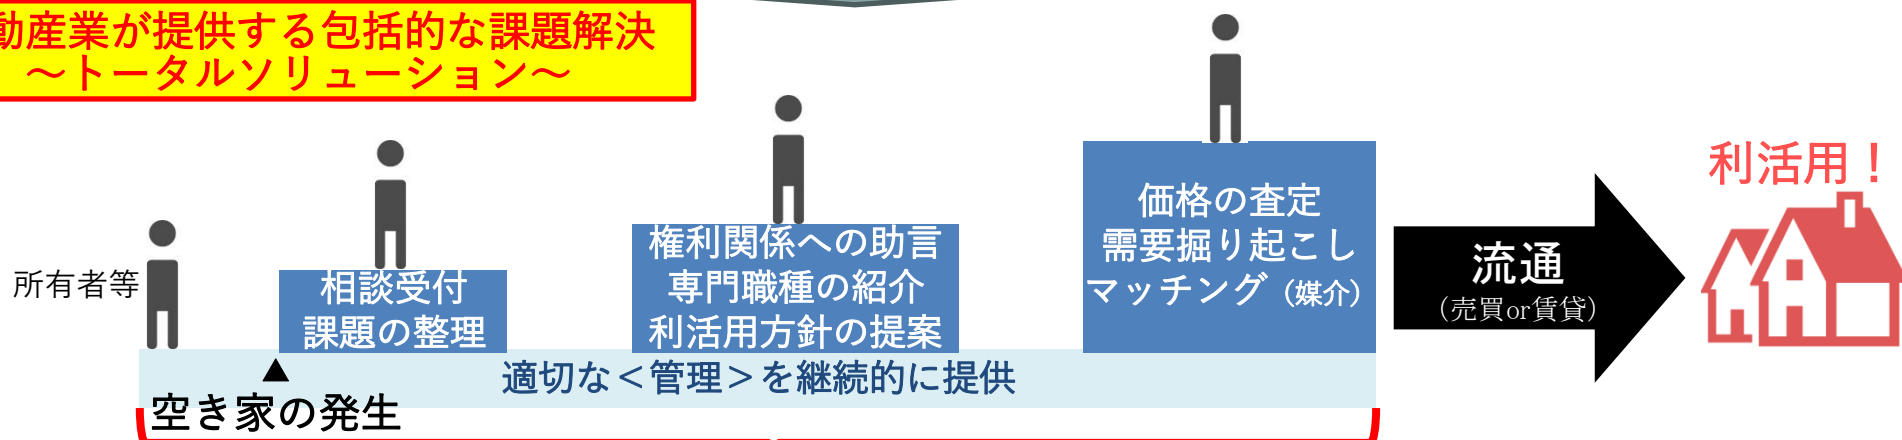 動産業が提供する包括的な課題解決
～トータルソリューション～
利活用！
価格の査定
需要掘り起こし
マッチング（媒介）
権利関係への助言
専門職種の紹介
利活用方針の提案
流通
（売買or賃貸）
所有者等
相談受付
課題の整理
適切な＜管理＞を継続的に提供
▲
空き家の発生